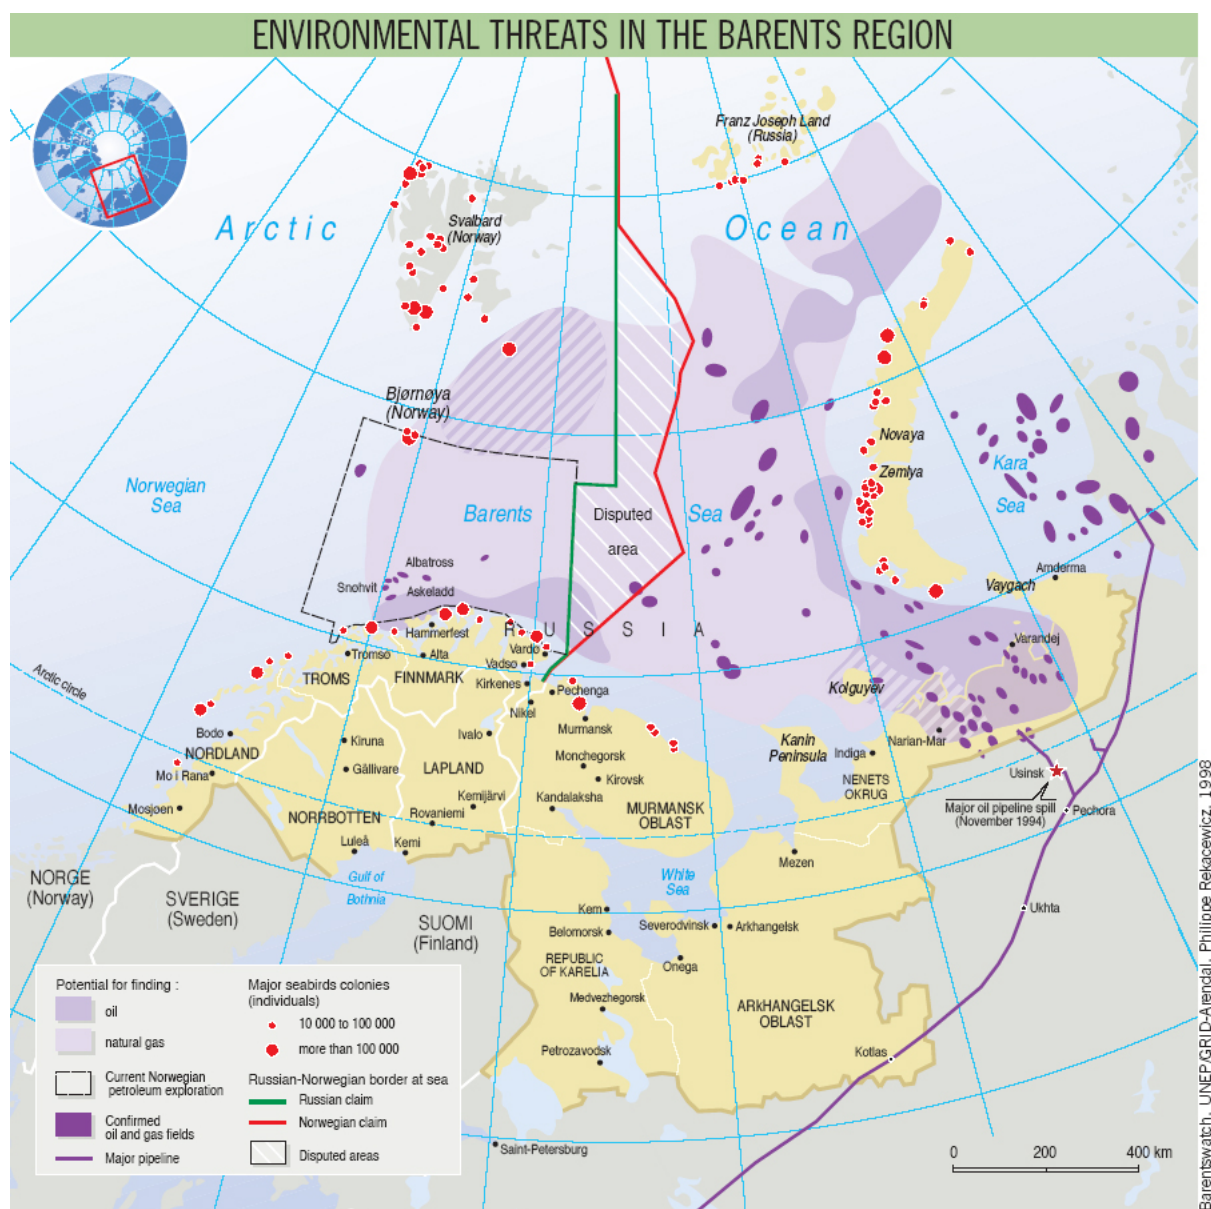 ENVIRONMENTAL THREATS IN THE BARENTS REGION
Franz Joseph Land
(Russia)
Arctic
Ocean
Svalbard
(Norway)
Bjørnøya
(Norway)
Novaya
Zemlya
Kara
Sea
Norwegian
Sea
Barents
Sea
Disputed
area
Albatross
Snohvit
Askeladd
Amderma
Vaygach
RUSSIA
Hammerfest
Varandej
Tromsø
Alta
Vardø
Vadsø
TROMS
FINNMARK
Kirkenes
Pechenga
Kolguyev
Arctic circle
Nikel
Murmansk
Bodø
NORDLAND
Kiruna
Ivalo
Kanin
Peninsula
Narian-Mar
Indiga
Mo i Rana
Gällivare
LAPLAND
Monchegorsk
Kirovsk
NENETS
OKRUG
Usinsk
Mosjøen
Kemijärvi
Kandalaksha
MURMANSK
OBLAST
Major oil pipeline spill
(November 1994)
Pechora
NORRBOTTEN
Rovaniemi
Luleå
Kemi
Mezen
NORGE
(Norway)
SVERIGE
(Sweden)
Gulf of
Bothnia
White
Sea
SUOMI
(Finland)
Kem
Belomorsk
Severodvinsk
Arkhangelsk
Ukhta
REPUBLIC
OF KARELIA
Onega
Medvezhegorsk
ARKHANGELSK
OBLAST
Petrozavodsk
Kotlas
Saint-Petersburg
Potential for finding :
oil
natural gas
Current Norwegian
petroleum exploration
Confirmed
oil and gas fields
Major pipeline
Major seabirds colonies
(individuals)
10 000 to 100 000
more than 100 000
Russian-Norwegian border at sea
Russian claim
Norwegian claim
Disputed areas
0 200 400 km
Barentswatch, UNEP/GRID-Arendal, Philippe Rekacewicz, 1998